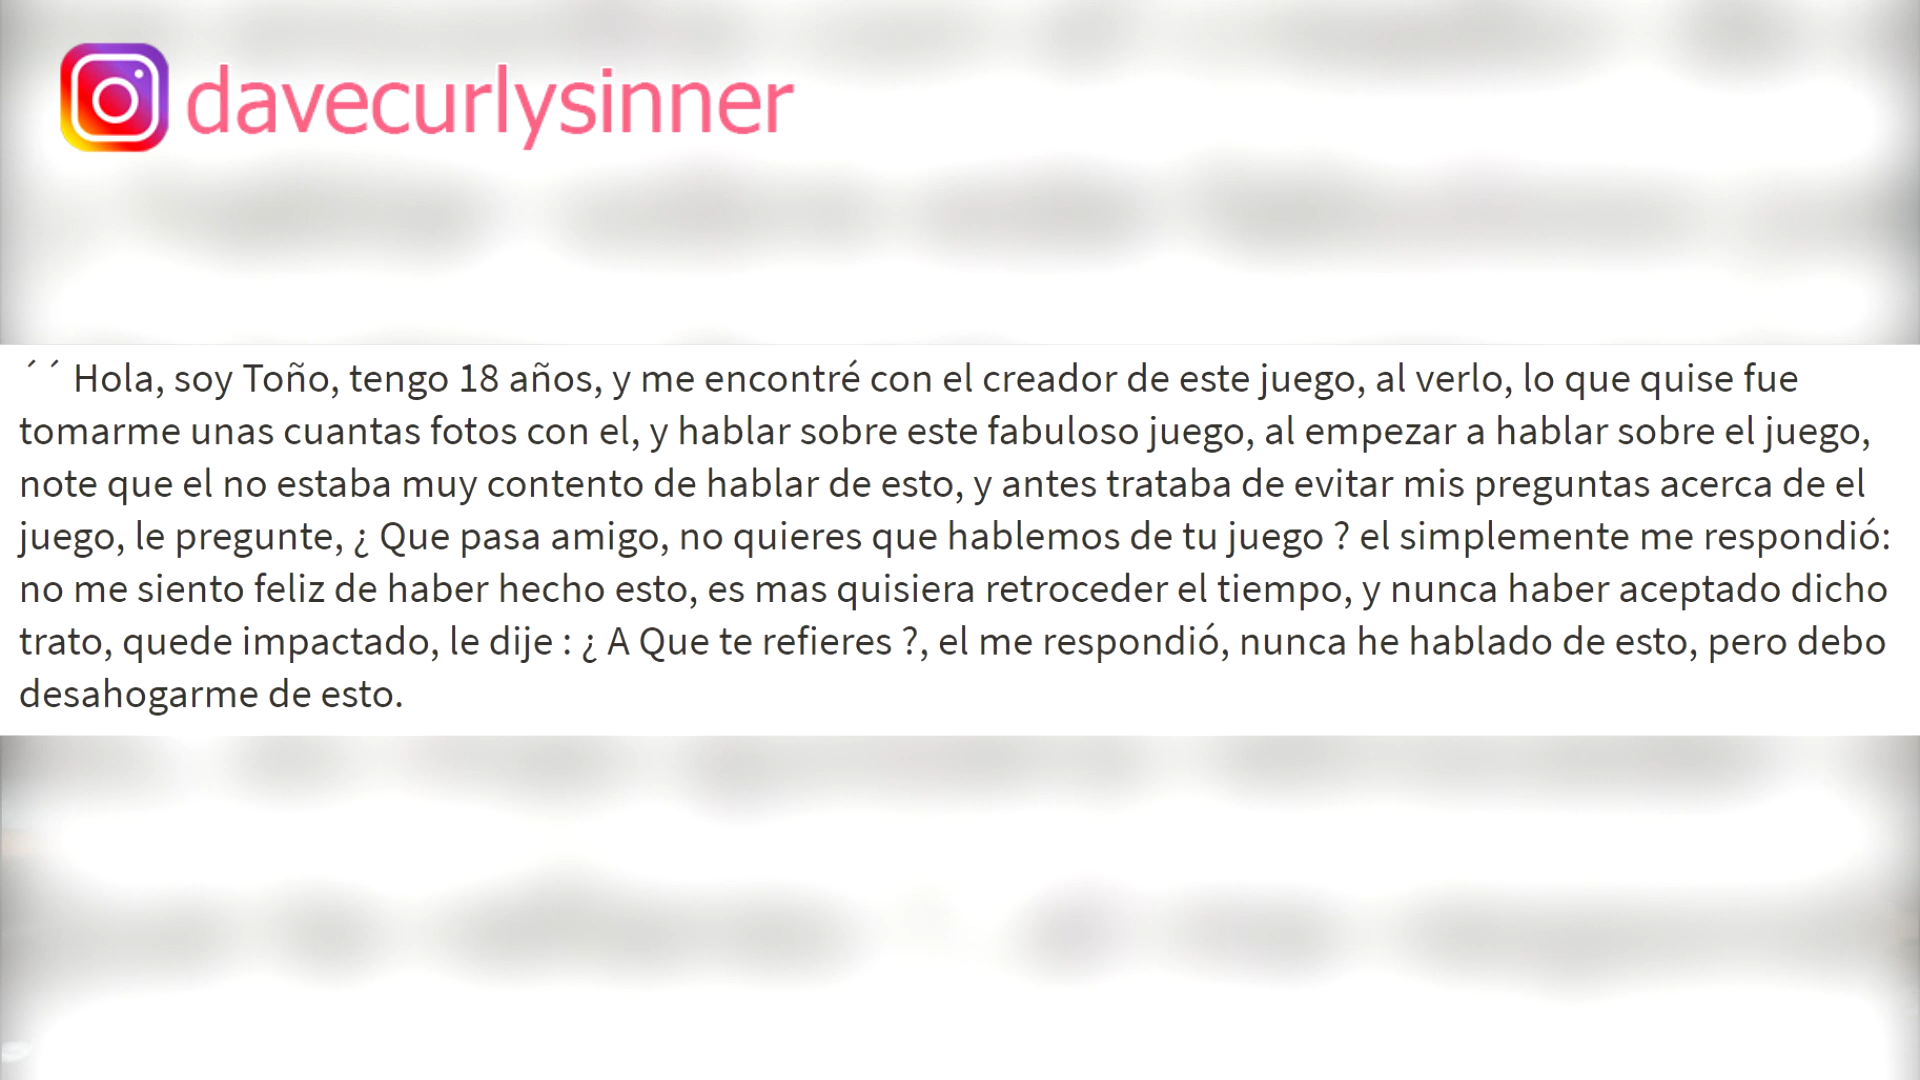 davecurlysinner
´´ Hola, soy Toño, tengo 18 años, y me encontré con el creador de este juego, al verlo, lo que quise fue
tomarme unas cuantas fotos con el, y hablar sobre este fabuloso juego, al empezar a hablar sobre el juego,
note que el no estaba muy contento de hablar de esto, y antes trataba de evitar mis preguntas acerca de el
juego, le pregunte, ¿ Que pasa amigo, no quieres que hablemos de tu juego ? el simplemente me respondió:
no me siento feliz de haber hecho esto, es mas quisiera retroceder el tiempo, y nunca haber aceptado dicho
trato, quede impactado, le dije : ¿ A Que te refieres ?, el me respondió, nunca he hablado de esto, pero debo
desahogarme de esto.